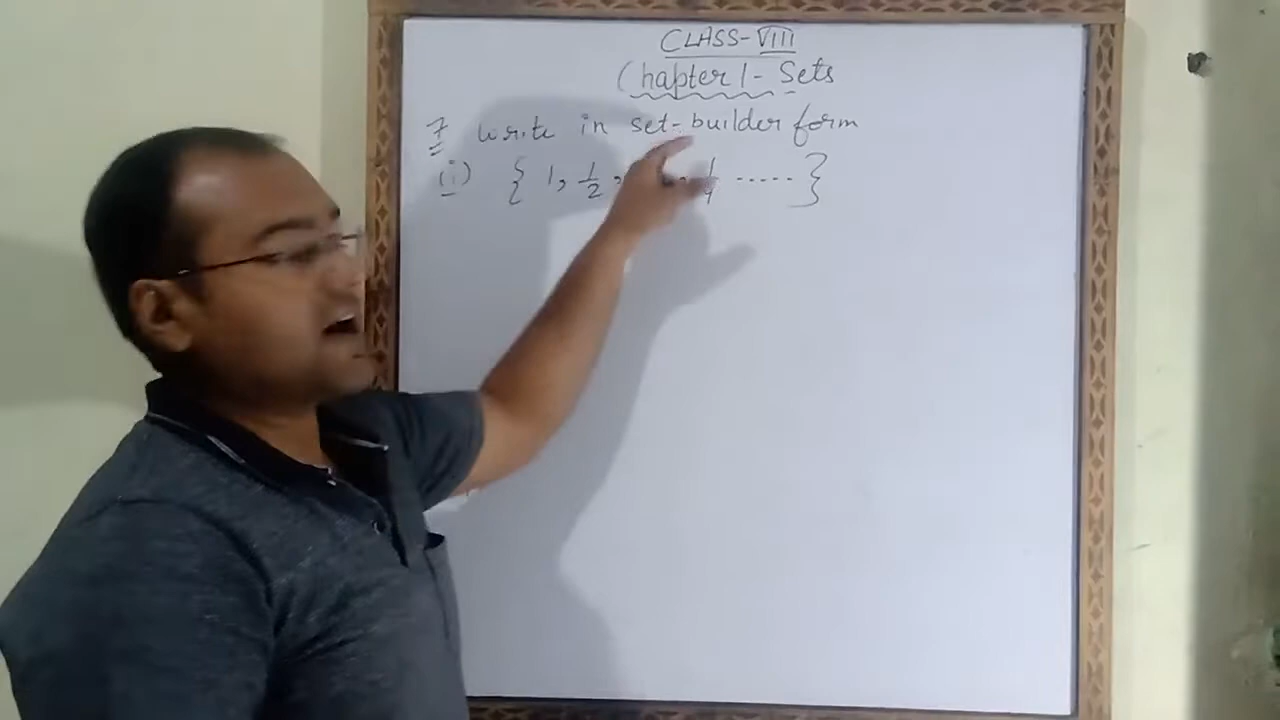 CLASS-VIII
Chapter 1 - Sets
7 Write in set-builder form
(i) { 1, 1/2, 1/4 ..... }